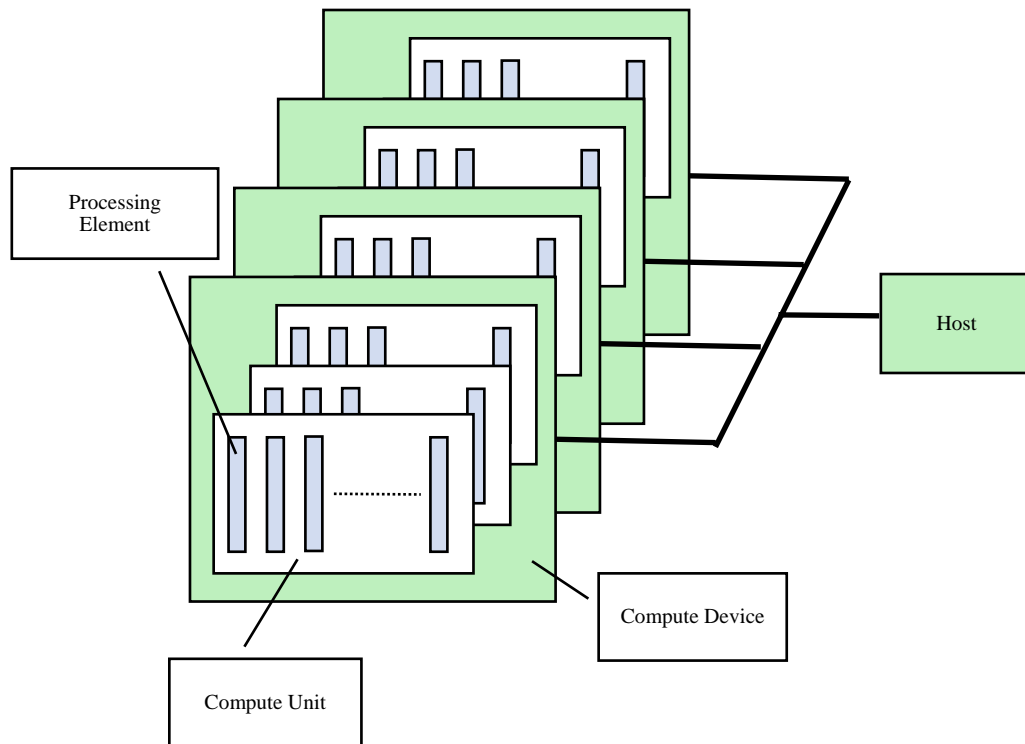 Processing
Element
Host
Compute Device
Compute Unit